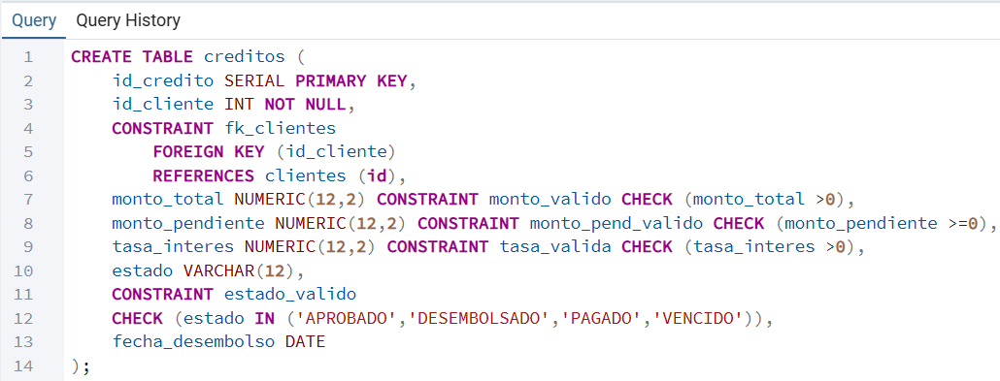 Query Query History
1 CREATE TABLE creditos (
2 id_credito SERIAL PRIMARY KEY,
3 id_cliente INT NOT NULL,
4 CONSTRAINT fk_clientes
5 FOREIGN KEY (id_cliente)
6 REFERENCES clientes (id),
7 monto_total NUMERIC(12,2) CONSTRAINT monto_valido CHECK (monto_total >0),
8 monto_pendiente NUMERIC(12,2) CONSTRAINT monto_pend_valido CHECK (monto_pendiente >=0),
9 tasa_interes NUMERIC(12,2) CONSTRAINT tasa_valida CHECK (tasa_interes >0),
10 estado VARCHAR(12),
11 CONSTRAINT estado_valido
12 CHECK (estado IN ('APROBADO','DESEMBOLSADO','PAGADO','VENCIDO')),
13 fecha_desembolso DATE
14 );